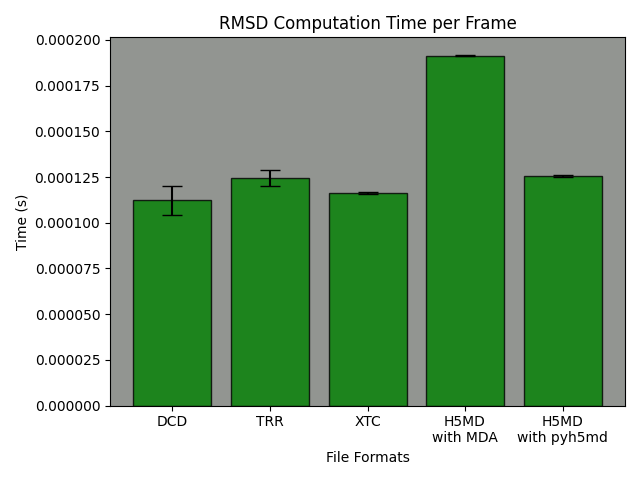 RMSD Computation Time per Frame
0.000200
0.000175
0.000150
0.000125
0.000100
0.000075
0.000050
0.000025
0.000000
Time (s)
DCD
TRR
XTC
H5MD
with MDA
H5MD
with pyh5md
File Formats